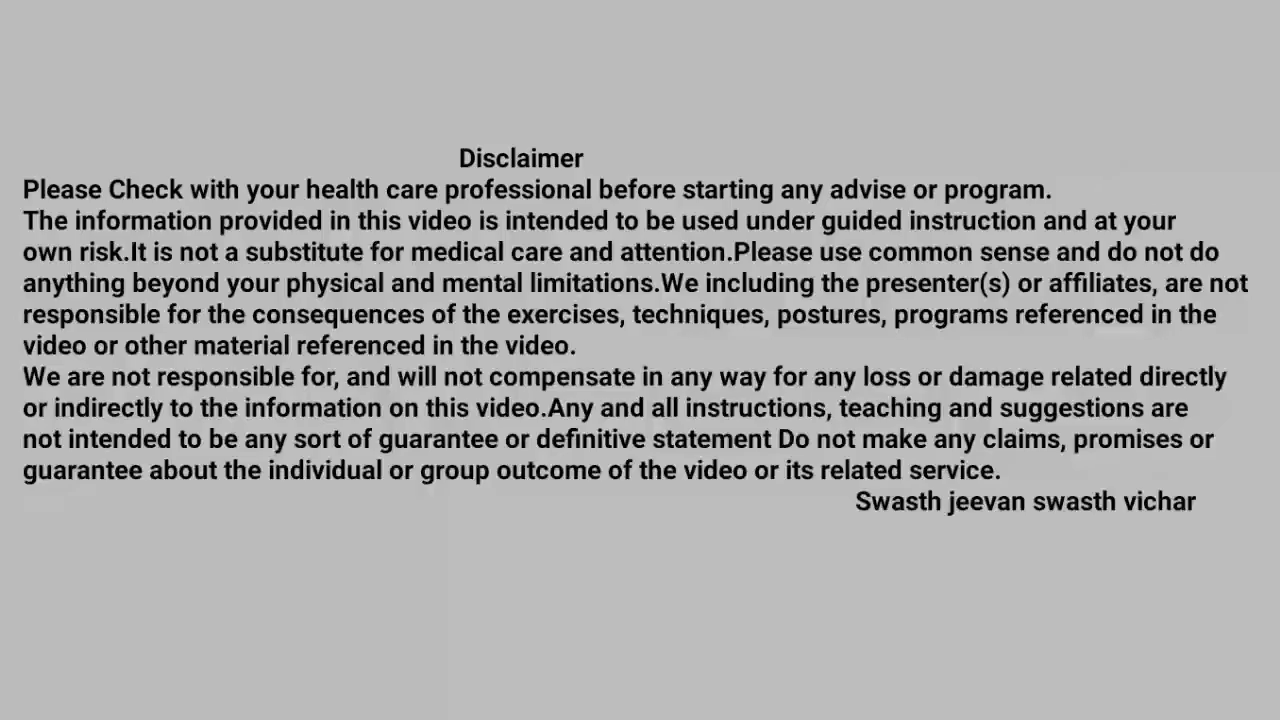 Disclaimer
Please Check with your health care professional before starting any advise or program.
The information provided in this video is intended to be used under guided instruction and at your
own risk.It is not a substitute for medical care and attention.Please use common sense and do not do
anything beyond your physical and mental limitations.We including the presenter(s) or affiliates, are not
responsible for the consequences of the exercises, techniques, postures, programs referenced in the
video or other material referenced in the video.
We are not responsible for, and will not compensate in any way for any loss or damage related directly
or indirectly to the information on this video.Any and all instructions, teaching and suggestions are
not intended to be any sort of guarantee or definitive statement Do not make any claims, promises or
guarantee about the individual or group outcome of the video or its related service.
Swasth jeevan swasth vichar